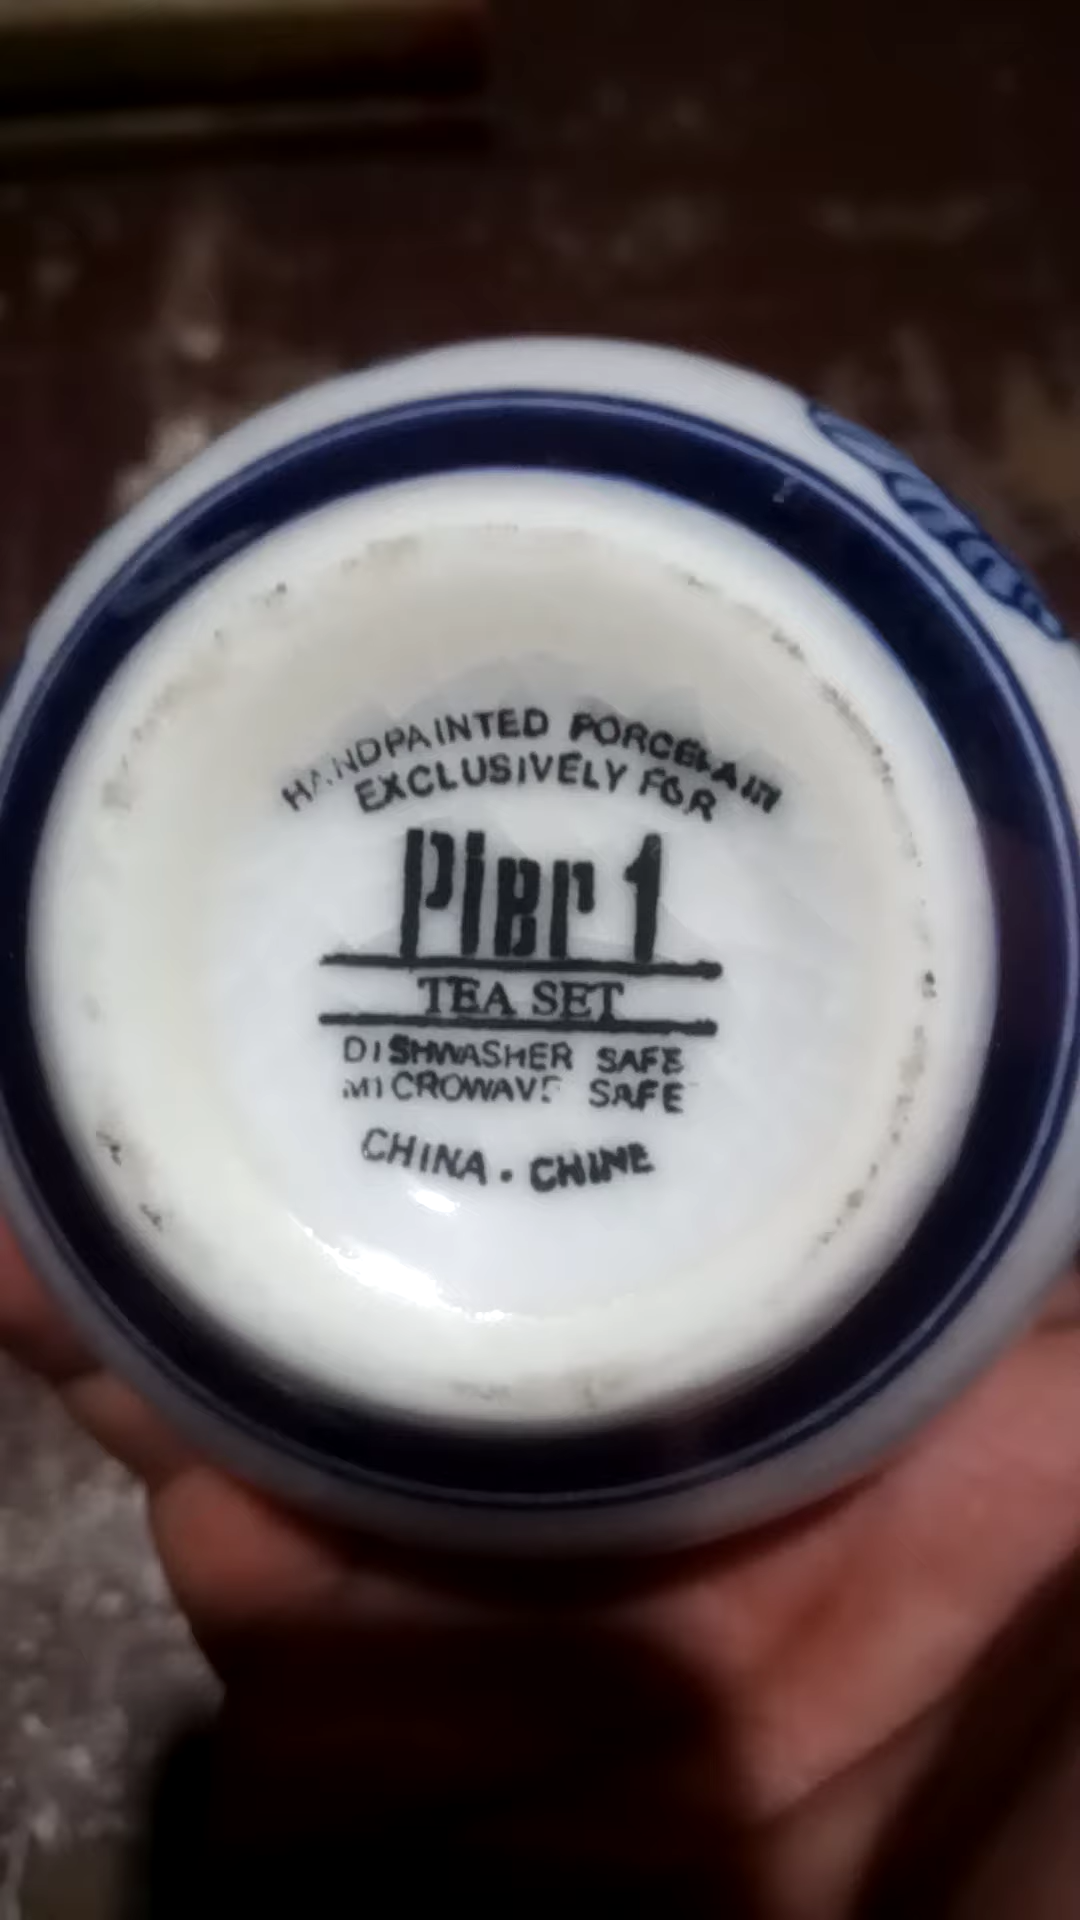 HANDPAINTED PORCELAIN
EXCLUSIVELY FOR
Pier 1
TEA SET
DISHWASHER SAFE
MICROWAVE SAFE
CHINA · CHINE